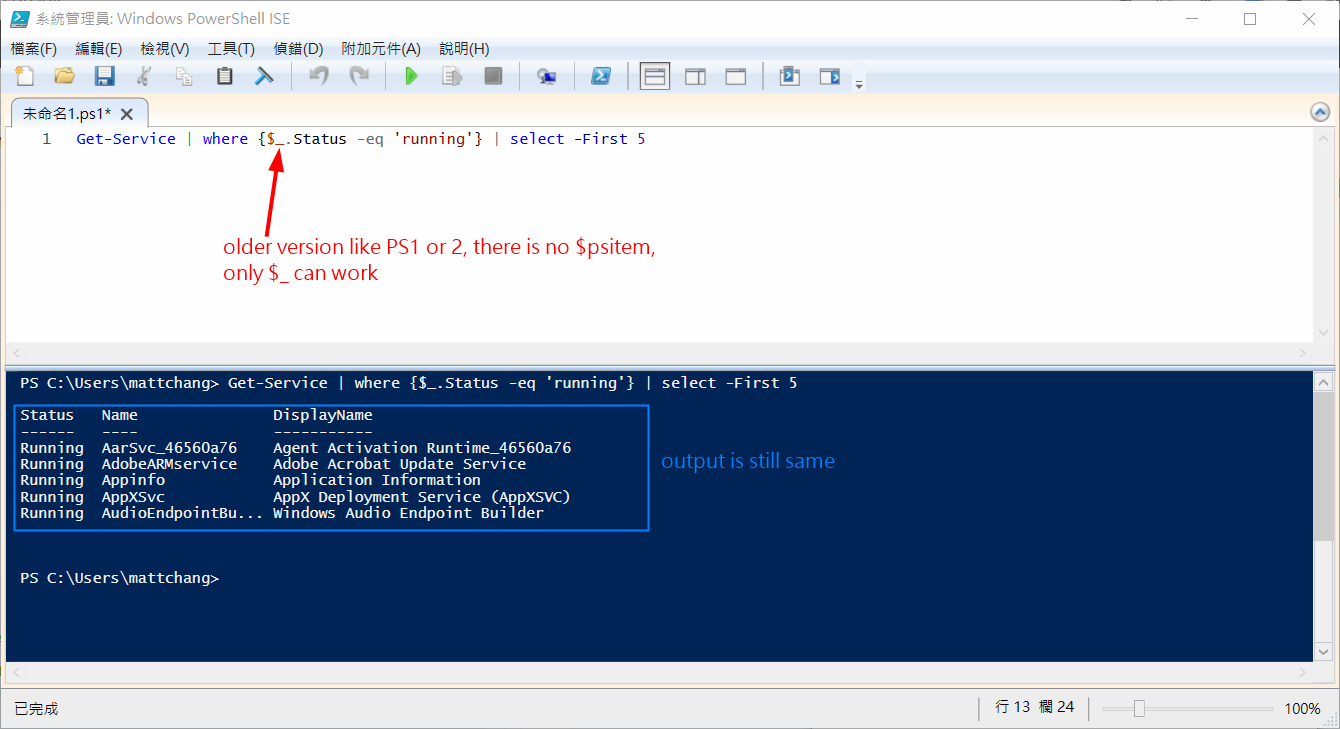 系統管理員: Windows PowerShell ISE
檔案(F) 編輯(E) 檢視(V) 工具(T) 偵錯(D) 附加元件(A) 說明(H)
未命名1.ps1*
1 Get-Service | where {$_.Status -eq 'running'} | select -First 5
older version like PS1 or 2, there is no $psitem,
only $_ can work
PS C:\Users\mattchang> Get-Service | where {$_.Status -eq 'running'} | select -First 5
Status Name DisplayName
------ ---- -----------
Running AarSvc_46560a76 Agent Activation Runtime_46560a76
Running AdobeARMservice Adobe Acrobat Update Service
Running Appinfo Application Information
Running AppXSvc AppX Deployment Service (AppXSVC)
Running AudioEndpointBu... Windows Audio Endpoint Builder
output is still same
PS C:\Users\mattchang>
已完成 行 13 欄 24 100%